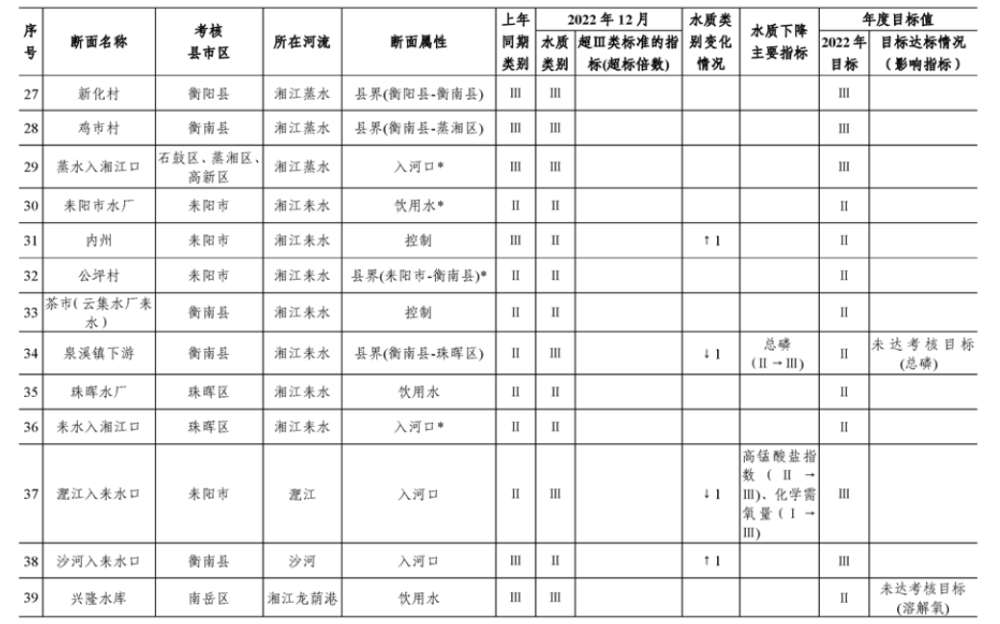 序号 断面名称 考核县市区 所在河流 断面属性 上年同期类别 2022年12月 水质类别变化情况 水质下降主要指标 年度目标值
水质类别 超Ⅲ类标准的指标(超标倍数) 2022年目标 目标达标情况（影响指标）
27 新化村 衡阳县 湘江蒸水 县界(衡阳县-衡南县) Ⅲ Ⅲ Ⅲ
28 鸡市村 衡南县 湘江蒸水 县界(衡南县-蒸湘区) Ⅲ Ⅲ Ⅲ
29 蒸水入湘江口 石鼓区、蒸湘区、高新区 湘江蒸水 入河口* Ⅲ Ⅲ Ⅲ
30 耒阳市水厂 耒阳市 湘江耒水 饮用水* Ⅱ Ⅱ Ⅱ
31 内州 耒阳市 湘江耒水 控制 Ⅲ Ⅱ ↑1 Ⅱ
32 公坪村 耒阳市 湘江耒水 县界(耒阳市-衡南县)* Ⅱ Ⅱ Ⅱ
33 茶市(云集水厂耒水) 衡南县 湘江耒水 控制 Ⅱ Ⅱ Ⅱ
34 泉溪镇下游 衡南县 湘江耒水 县界(衡南县-珠晖区) Ⅱ Ⅲ ↓1 总磷(Ⅱ→Ⅲ) Ⅱ 未达考核目标(总磷)
35 珠晖水厂 珠晖区 湘江耒水 饮用水 Ⅱ Ⅱ Ⅱ
36 耒水入湘江口 珠晖区 湘江耒水 入河口* Ⅱ Ⅱ Ⅱ
37 淝江入耒水口 耒阳市 淝江 入河口 Ⅱ Ⅲ ↓1 高锰酸盐指数(Ⅱ→Ⅲ)、化学需氧量(Ⅰ→Ⅲ) Ⅲ
38 沙河入耒水口 衡南县 沙河 入河口 Ⅲ Ⅱ ↑1 Ⅲ
39 兴隆水库 南岳区 湘江龙荫港 饮用水 Ⅲ Ⅲ Ⅱ 未达考核目标(溶解氧)